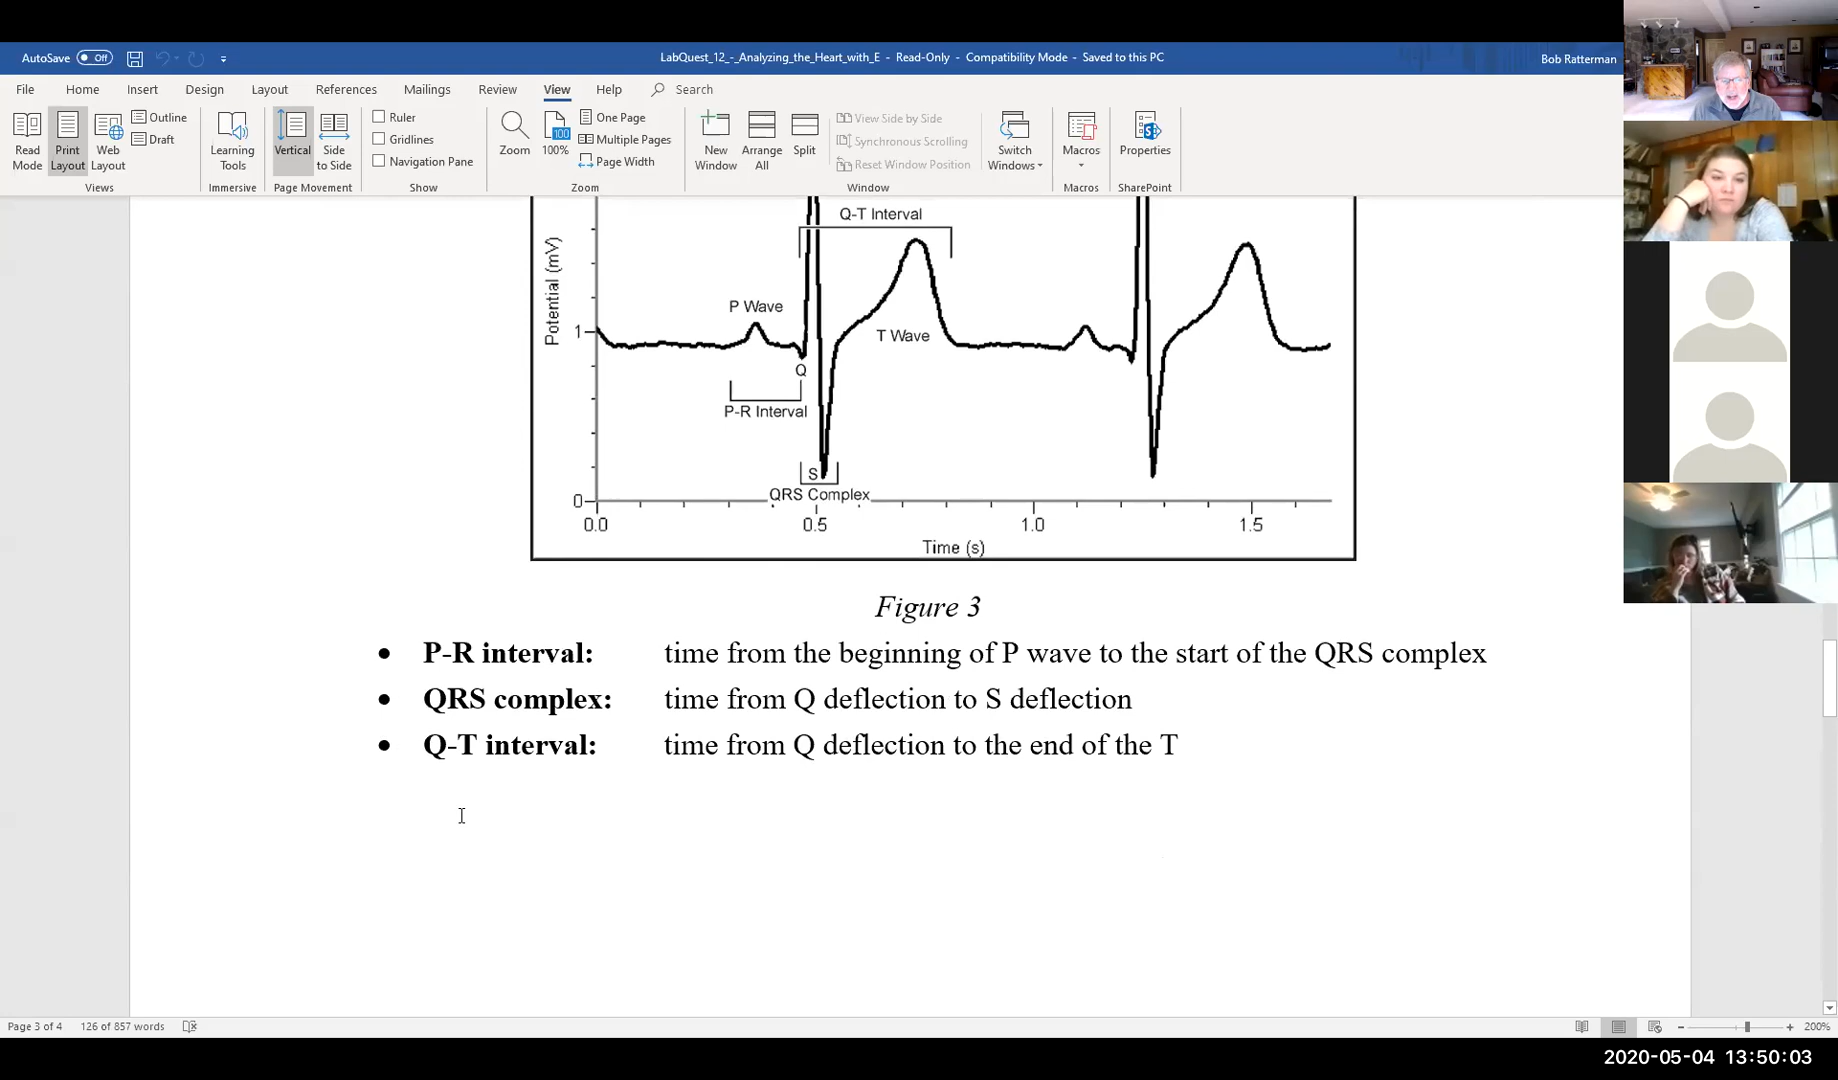 AutoSave Off
LabQuest_12_-_Analyzing_the_Heart_with_E - Read-Only - Compatibility Mode - Saved to this PC
Bob Ratterman
File Home Insert Design Layout References Mailings Review View Help Search
Read Mode
Print Layout
Web Layout
Outline
Draft
Views
Learning Tools
Immersive
Vertical
Side to Side
Page Movement
Ruler
Gridlines
Navigation Pane
Show
Zoom
100
100%
One Page
Multiple Pages
Page Width
Zoom
New Window
Arrange All
Split
View Side by Side
Synchronous Scrolling
Reset Window Position
Window
Switch Windows
Macros
Macros
Properties
SharePoint
Q-T Interval
Potential (mV)
P Wave
1
T Wave
Q
P-R Interval
S
QRS Complex
0
0.0 0.5 1.0 1.5
Time (s)
Figure 3
• P-R interval: time from the beginning of P wave to the start of the QRS complex
• QRS complex: time from Q deflection to S deflection
• Q-T interval: time from Q deflection to the end of the T
Page 3 of 4 126 of 857 words
200%
2020-05-04 13:50:03